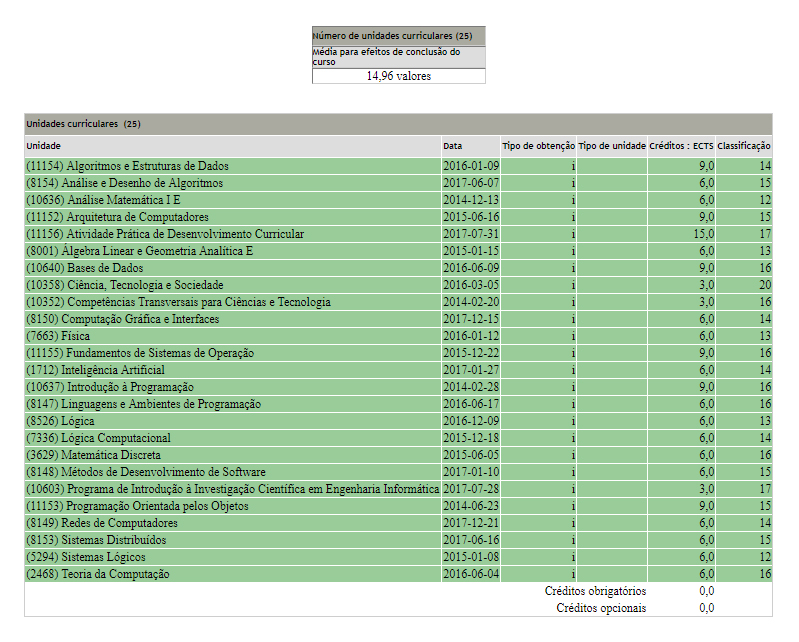 Número de unidades curriculares (25)
Média para efeitos de conclusão do
curso
14,96 valores
Unidades curriculares (25)
Unidade Data Tipo de obtenção Tipo de unidade Créditos : ECTS Classificação
(11154) Algoritmos e Estruturas de Dados 2016-01-09 i 9,0 14
(8154) Análise e Desenho de Algoritmos 2017-06-07 i 6,0 15
(10636) Análise Matemática I E 2014-12-13 i 6,0 12
(11152) Arquitetura de Computadores 2015-06-16 i 9,0 15
(11156) Atividade Prática de Desenvolvimento Curricular 2017-07-31 i 15,0 17
(8001) Álgebra Linear e Geometria Analítica E 2015-01-15 i 6,0 13
(10640) Bases de Dados 2016-06-09 i 9,0 16
(10358) Ciência, Tecnologia e Sociedade 2016-03-05 i 3,0 20
(10352) Competências Transversais para Ciências e Tecnologia 2014-02-20 i 3,0 16
(8150) Computação Gráfica e Interfaces 2017-12-15 i 6,0 14
(7663) Física 2016-01-12 i 6,0 13
(11155) Fundamentos de Sistemas de Operação 2015-12-22 i 9,0 16
(1712) Inteligência Artificial 2017-01-27 i 6,0 14
(10637) Introdução à Programação 2014-02-28 i 9,0 16
(8147) Linguagens e Ambientes de Programação 2016-06-17 i 6,0 16
(8526) Lógica 2016-12-09 i 6,0 13
(7336) Lógica Computacional 2015-12-18 i 6,0 14
(3629) Matemática Discreta 2015-06-05 i 6,0 16
(8148) Métodos de Desenvolvimento de Software 2017-01-10 i 6,0 15
(10603) Programa de Introdução à Investigação Científica em Engenharia Informática 2017-07-28 i 3,0 17
(11153) Programação Orientada pelos Objetos 2014-06-23 i 9,0 15
(8149) Redes de Computadores 2017-12-21 i 6,0 14
(8153) Sistemas Distribuídos 2017-06-16 i 6,0 15
(5294) Sistemas Lógicos 2015-01-08 i 6,0 12
(2468) Teoria da Computação 2016-06-04 i 6,0 16
Créditos obrigatórios 0,0
Créditos opcionais 0,0